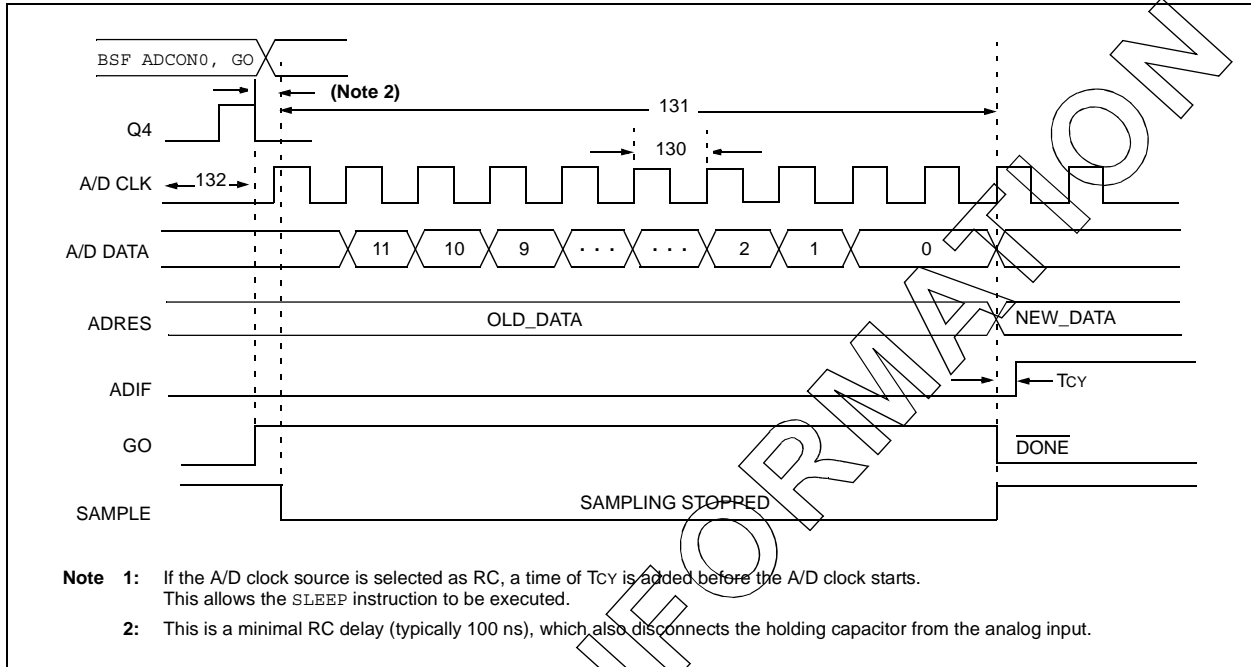 BSF ADCON0, GO
(Note 2)
131
Q4
130
A/D CLK
132
A/D DATA
11 10 9 . . . . . . 2 1 0
ADRES
OLD_DATA
NEW_DATA
ADIF
TCY
GO
DONE
SAMPLE
SAMPLING STOPPED
Note 1: If the A/D clock source is selected as RC, a time of TCY is added before the A/D clock starts.
This allows the SLEEP instruction to be executed.
2: This is a minimal RC delay (typically 100 ns), which also disconnects the holding capacitor from the analog input.
FORMATION